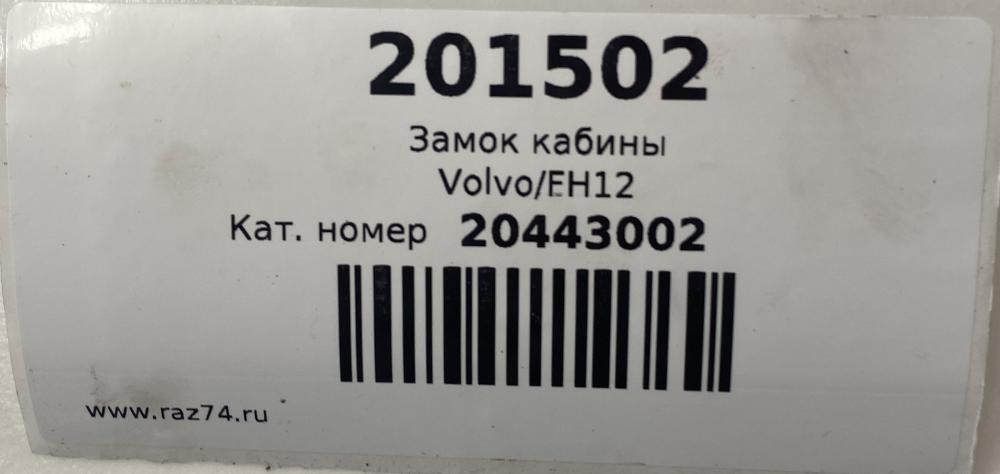 201502
Замок кабины
Volvo/FH12
Кат. номер 20443002
www.raz74.ru